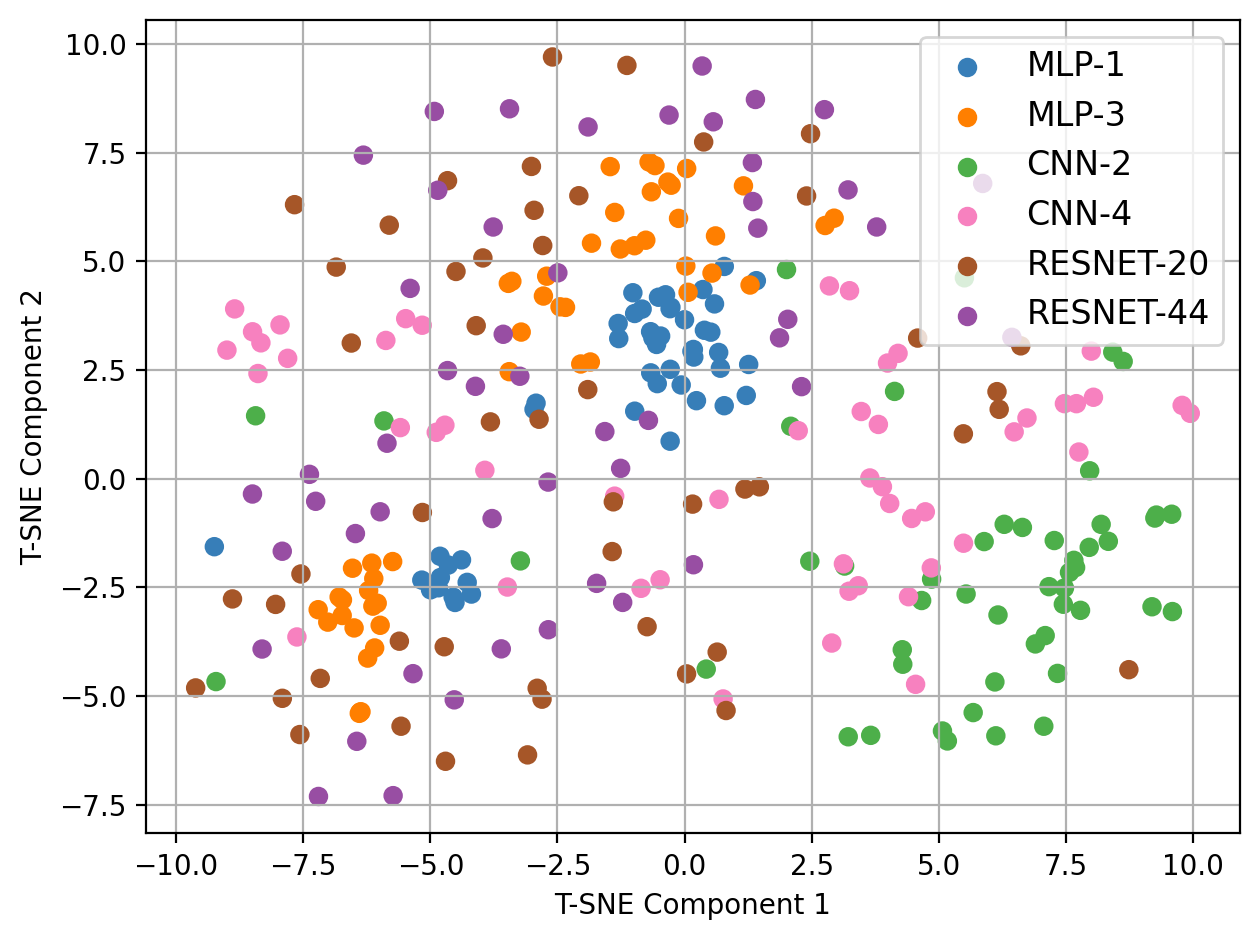 10.0
7.5
5.0
2.5
0.0
−2.5
−5.0
−7.5
T-SNE Component 2
MLP-1
MLP-3
CNN-2
CNN-4
RESNET-20
RESNET-44
−10.0 −7.5 −5.0 −2.5 0.0 2.5 5.0 7.5 10.0
T-SNE Component 1